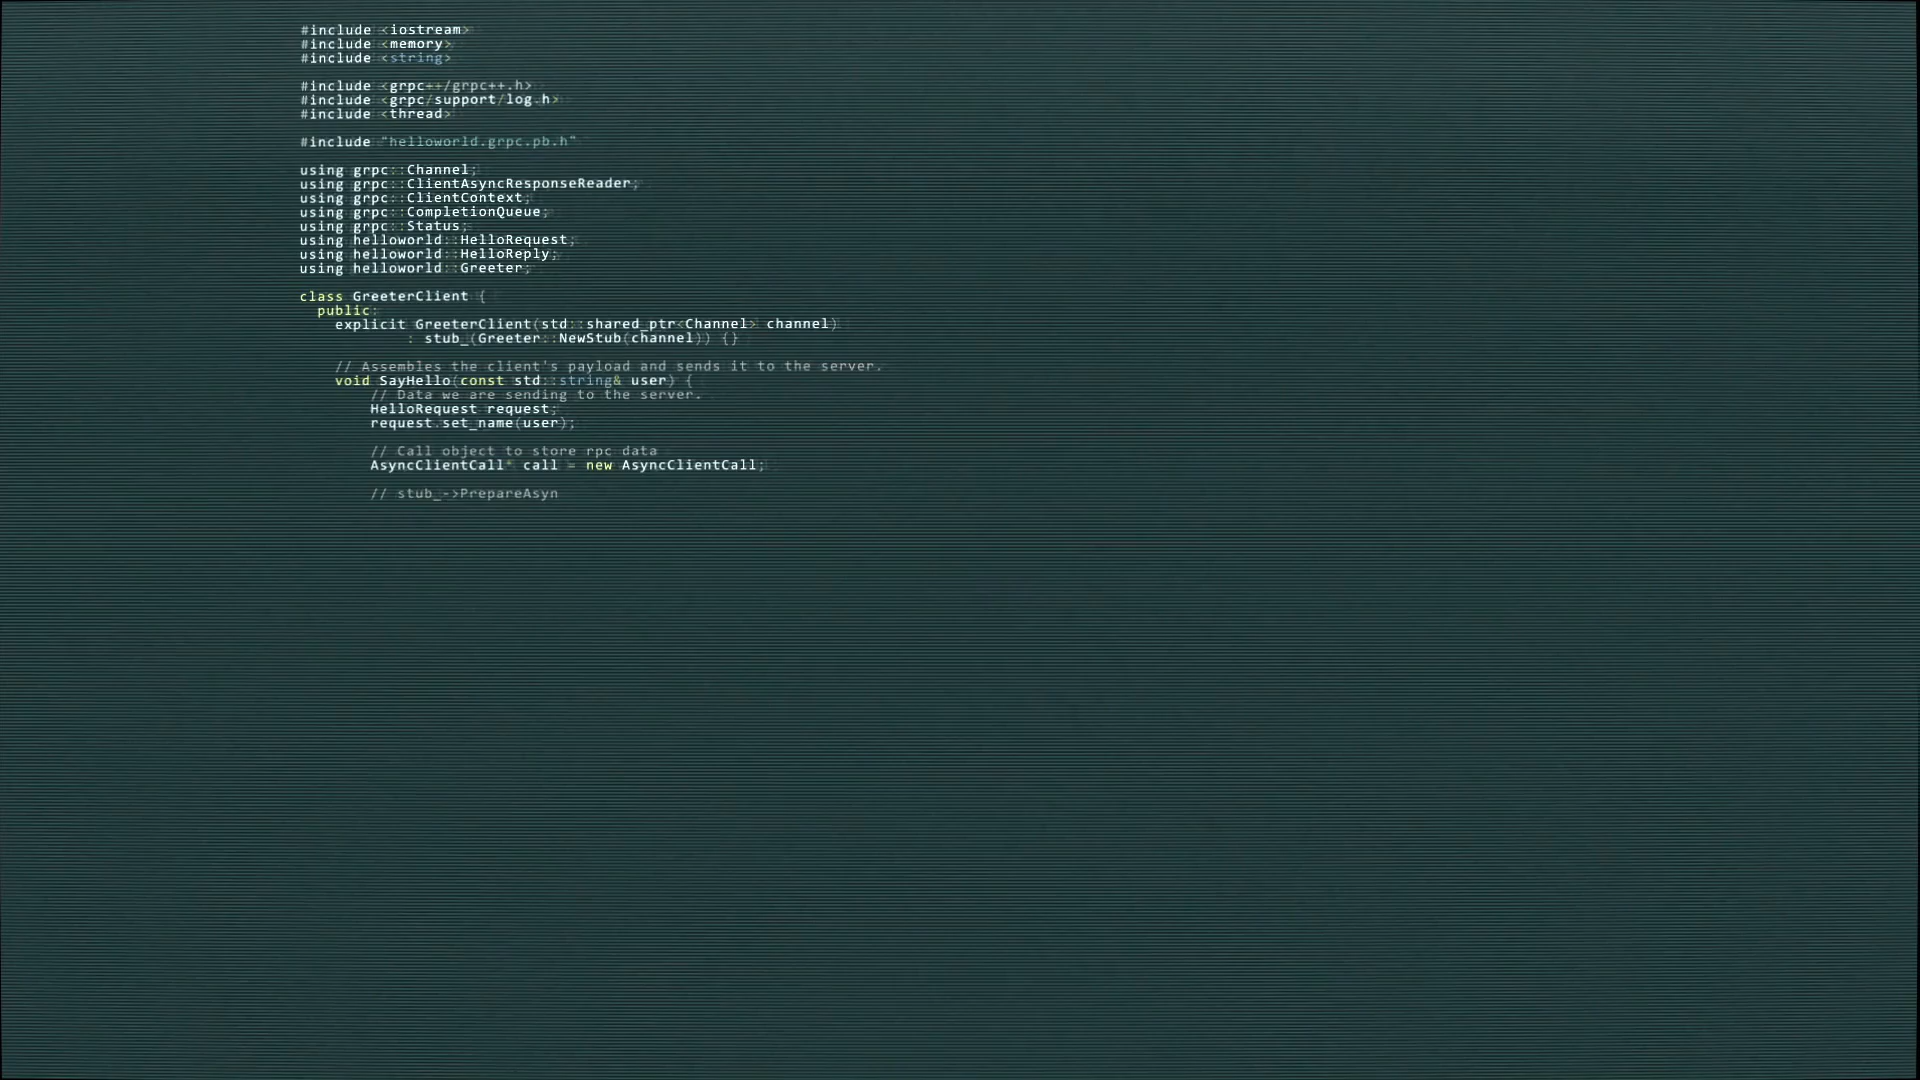 #include <iostream>
#include <memory>
#include <string>
#include <grpc++/grpc++.h>
#include <grpc/support/log.h>
#include <thread>
#include "helloworld.grpc.pb.h"
using grpc::Channel;
using grpc::ClientAsyncResponseReader;
using grpc::ClientContext;
using grpc::CompletionQueue;
using grpc::Status;
using helloworld::HelloRequest;
using helloworld::HelloReply;
using helloworld::Greeter;
class GreeterClient {
public:
explicit GreeterClient(std::shared_ptr<Channel> channel)
: stub_(Greeter::NewStub(channel)) {}
// Assembles the client's payload and sends it to the server.
void SayHello(const std::string& user) {
// Data we are sending to the server.
HelloRequest request;
request.set_name(user);
// Call object to store rpc data
AsyncClientCall* call = new AsyncClientCall;
// stub_->PrepareAsyn